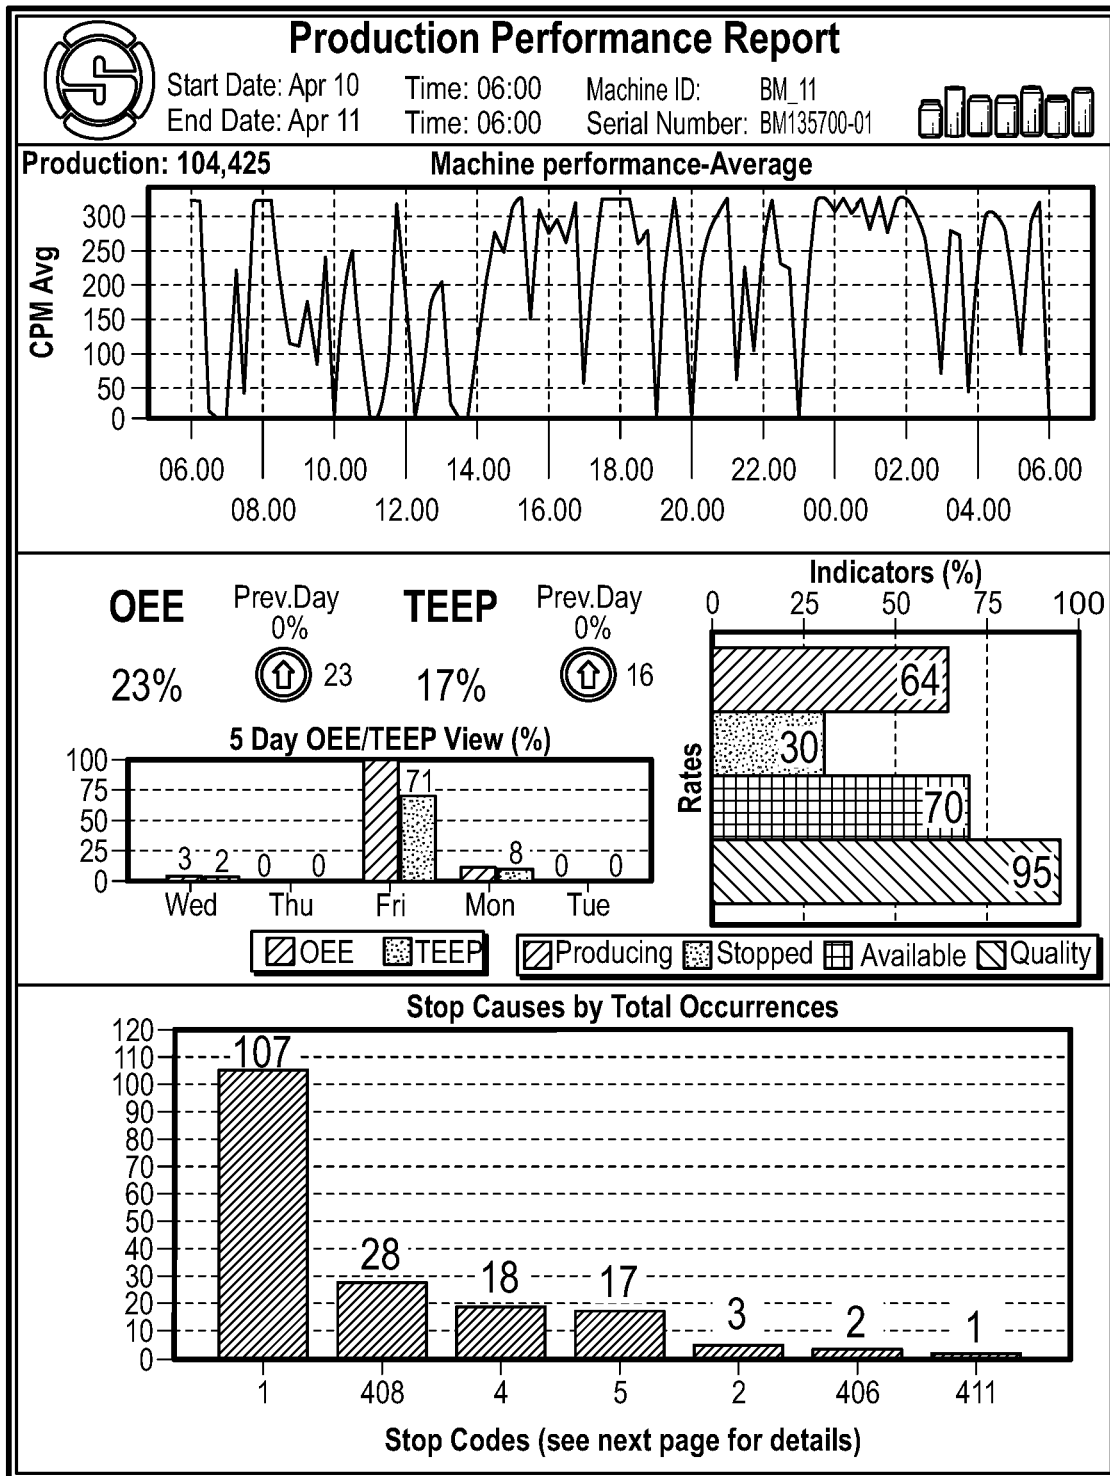 Production Performance Report
Start Date: Apr 10 Time: 06:00 Machine ID: BM_11
End Date: Apr 11 Time: 06:00 Serial Number: BM135700-01
Production: 104,425 Machine performance-Average
CPM Avg
300
250
200
150
100
50
0
06.00 10.00 14.00 18.00 22.00 02.00 06.00
08.00 12.00 16.00 20.00 00.00 04.00
OEE Prev.Day 0% TEEP Prev.Day 0%
23% 23 17% 16
5 Day OEE/TEEP View (%)
100
75
50
25
0
3 2 0 0 71 8 0 0
Wed Thu Fri Mon Tue
OEE TEEP
Indicators (%)
0 25 50 75 100
Rates
64
30
70
95
Producing Stopped Available Quality
Stop Causes by Total Occurrences
120
110
100
90
80
70
60
50
40
30
20
10
0
107 28 18 17 3 2 1
1 408 4 5 2 406 411
Stop Codes (see next page for details)